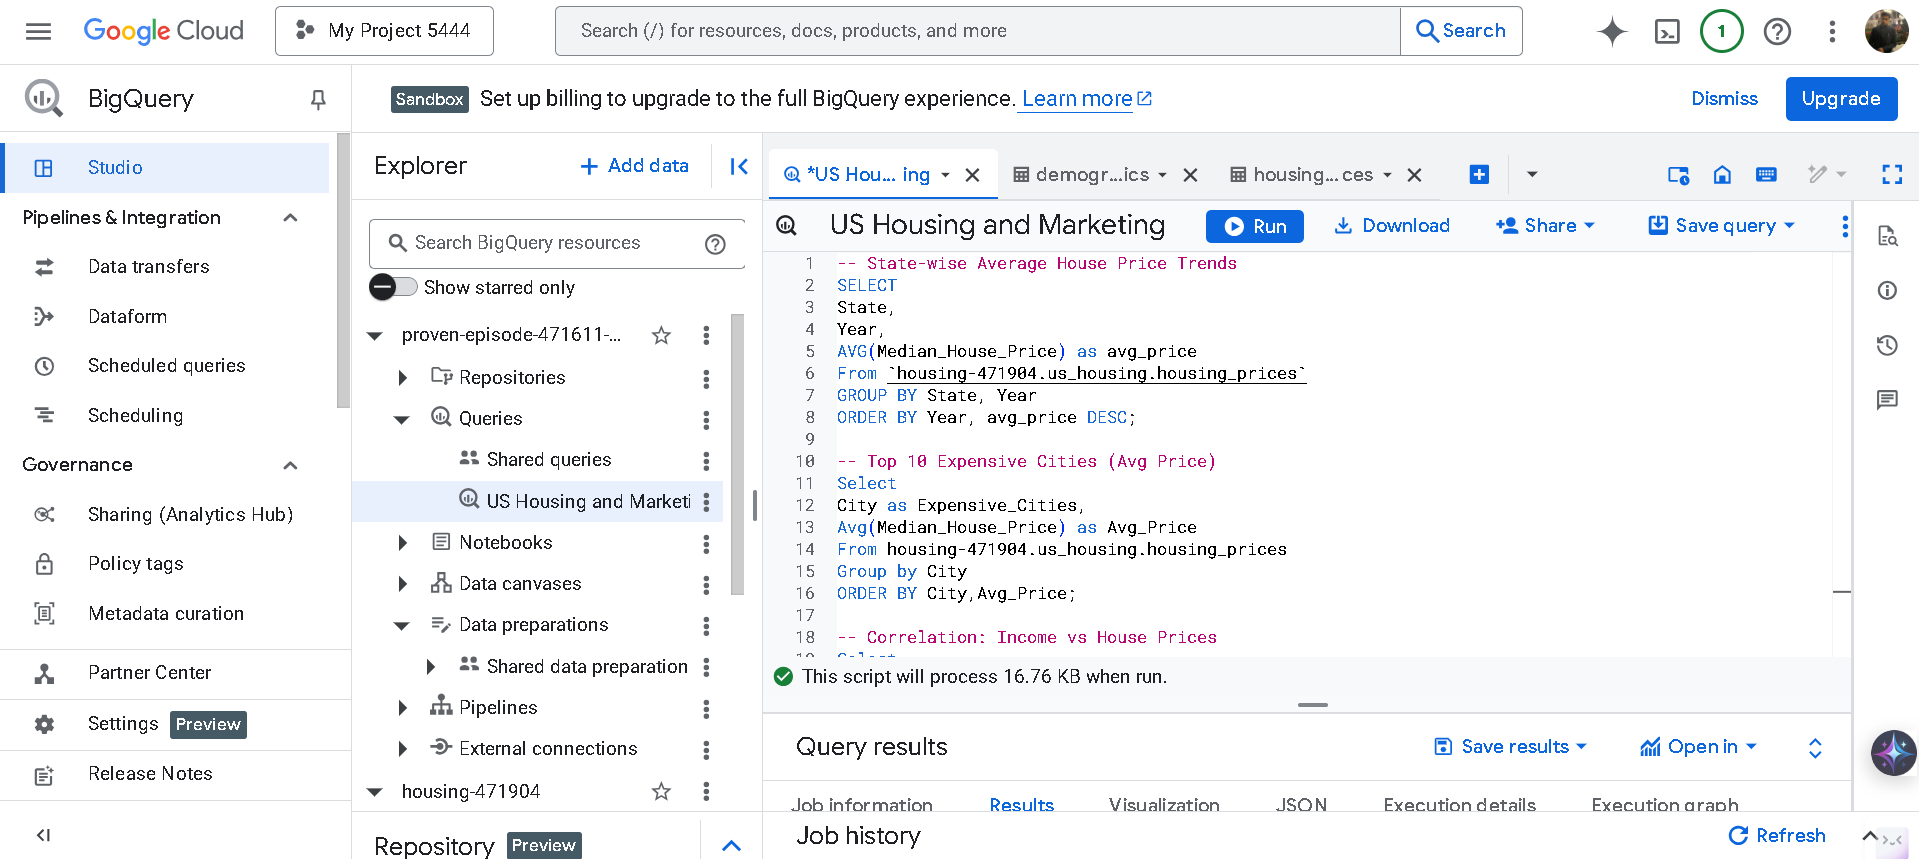 Google Cloud
My Project 5444
Search (/) for resources, docs, products, and more
Search
1
BigQuery
Sandbox Set up billing to upgrade to the full BigQuery experience. Learn more
Dismiss
Upgrade
Studio
Pipelines & Integration
Data transfers
Dataform
Scheduled queries
Scheduling
Governance
Sharing (Analytics Hub)
Policy tags
Metadata curation
Partner Center
Settings Preview
Release Notes
Explorer
+ Add data
Search BigQuery resources
Show starred only
proven-episode-471611-...
Repositories
Queries
Shared queries
US Housing and Marketi
Notebooks
Data canvases
Data preparations
Shared data preparation
Pipelines
External connections
housing-471904
Repository Preview
*US Hou... ing
demogr...ics
housing...ces
US Housing and Marketing
Run
Download
Share
Save query
1 -- State-wise Average House Price Trends
2 SELECT
3 State,
4 Year,
5 AVG(Median_House_Price) as avg_price
6 From `housing-471904.us_housing.housing_prices`
7 GROUP BY State, Year
8 ORDER BY Year, avg_price DESC;
9
10 -- Top 10 Expensive Cities (Avg Price)
11 Select
12 City as Expensive_Cities,
13 Avg(Median_House_Price) as Avg_Price
14 From housing-471904.us_housing.housing_prices
15 Group by City
16 ORDER BY City,Avg_Price;
17
18 -- Correlation: Income vs House Prices
19 Select
This script will process 16.76 KB when run.
Query results
Save results
Open in
Job information
Results
Visualization
JSON
Execution details
Execution graph
Job history
Refresh